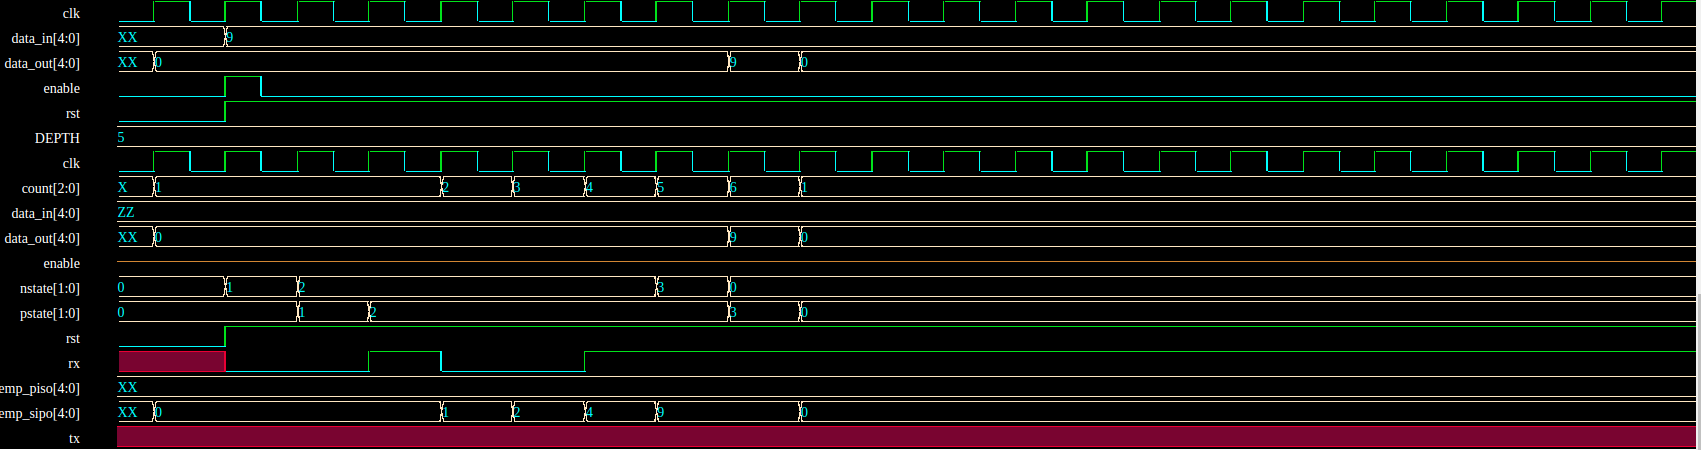 clk
data_in[4:0] XX 9
data_out[4:0] XX 0 9 0
enable
rst
DEPTH 5
clk
count[2:0] X 1 2 3 4 5 6 1
data_in[4:0] ZZ
data_out[4:0] XX 0 9 0
enable
nstate[1:0] 0 1 2 3 0
pstate[1:0] 0 1 2 3 0
rst
rx
emp_piso[4:0] XX
emp_sipo[4:0] XX 0 1 2 4 9 0
tx